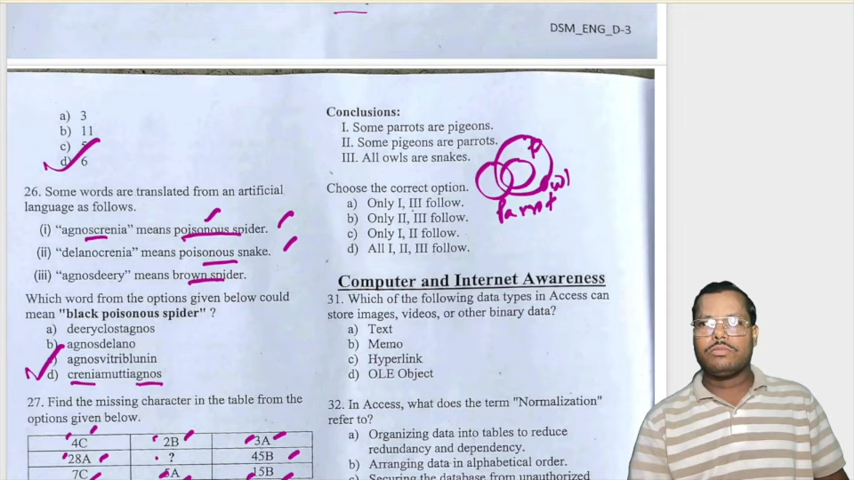 DSM_ENG_D-3
a) 3
b) 11
c)
d) 6
26. Some words are translated from an artificial
language as follows.
(i) "agnoscrenia" means poisonous spider.
(ii) "delanocrenia" means poisonous snake.
(iii) "agnosdeery" means brown spider.
Which word from the options given below could
mean "black poisonous spider" ?
a) deeryclostagnos
b) agnosdelano
agnosvitriblunin
d) creniamuttiagnos
27. Find the missing character in the table from the
options given below.
4C 2B 3A
28A ? 45B
7C 5A 15B
Conclusions:
I. Some parrots are pigeons.
II. Some pigeons are parrots.
III. All owls are snakes.
P
owl
Parrot
Choose the correct option.
a) Only I, III follow.
b) Only II, III follow.
c) Only I, II follow.
d) All I, II, III follow.
Computer and Internet Awareness
31. Which of the following data types in Access can
store images, videos, or other binary data?
a) Text
b) Memo
c) Hyperlink
d) OLE Object
32. In Access, what does the term "Normalization"
refer to?
a) Organizing data into tables to reduce
redundancy and dependency.
b) Arranging data in alphabetical order.
c) Securing the database from unauthorized